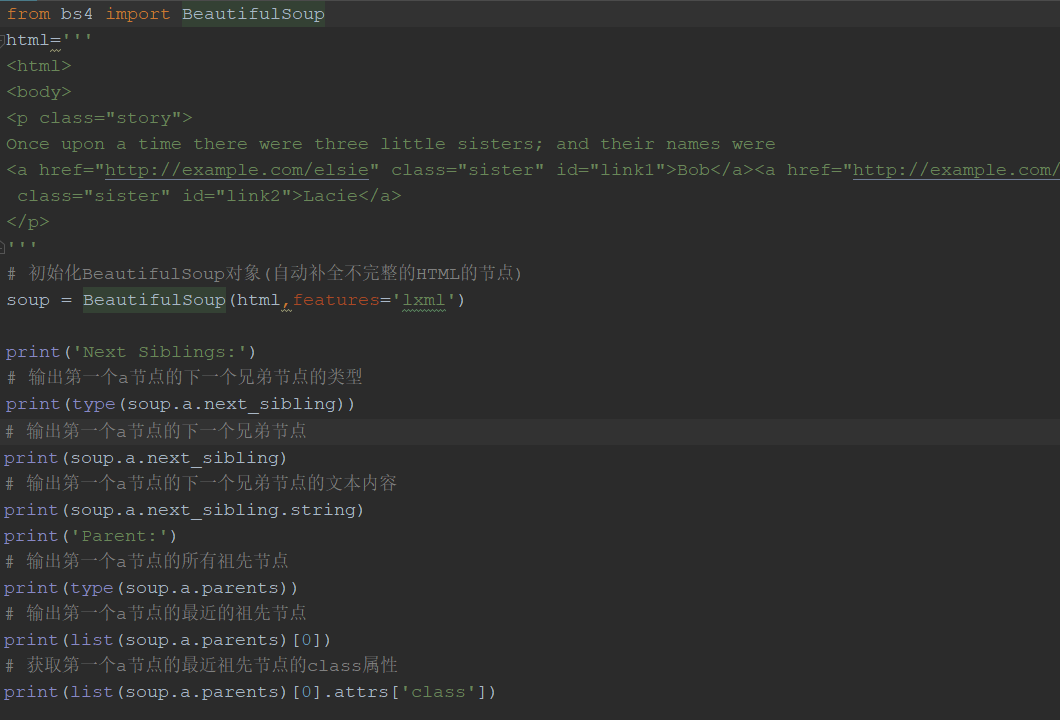 from bs4 import BeautifulSoup
html='''
<html>
<body>
<p class="story">
Once upon a time there were three little sisters; and their names were
<a href="http://example.com/elsie" class="sister" id="link1">Bob</a><a href="http://example.com/
class="sister" id="link2">Lacie</a>
</p>
'''
# 初始化BeautifulSoup对象(自动补全不完整的HTML的节点)
soup = BeautifulSoup(html,features='lxml')
print('Next Siblings:')
# 输出第一个a节点的下一个兄弟节点的类型
print(type(soup.a.next_sibling))
# 输出第一个a节点的下一个兄弟节点
print(soup.a.next_sibling)
# 输出第一个a节点的下一个兄弟节点的文本内容
print(soup.a.next_sibling.string)
print('Parent:')
# 输出第一个a节点的所有祖先节点
print(type(soup.a.parents))
# 输出第一个a节点的最近的祖先节点
print(list(soup.a.parents)[0])
# 获取第一个a节点的最近祖先节点的class属性
print(list(soup.a.parents)[0].attrs['class'])